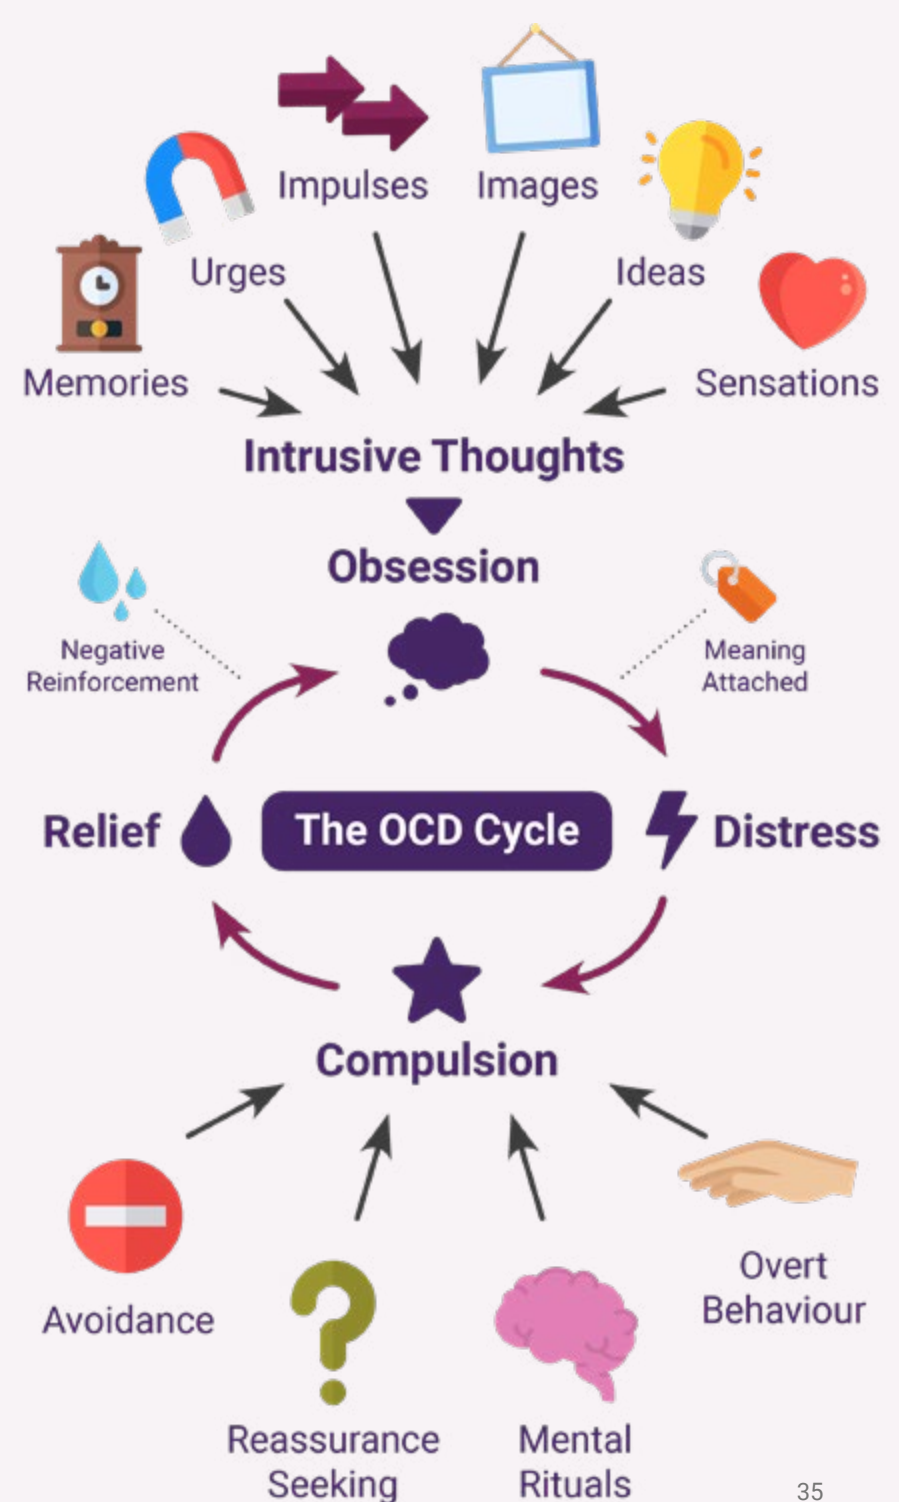 Impulses
Images
Urges
Ideas
Memories
Sensations
Intrusive Thoughts
Obsession
Negative
Reinforcement
Meaning
Attached
Relief
The OCD Cycle
Distress
Compulsion
Avoidance
Overt
Behaviour
Reassurance
Seeking
Mental
Rituals
35